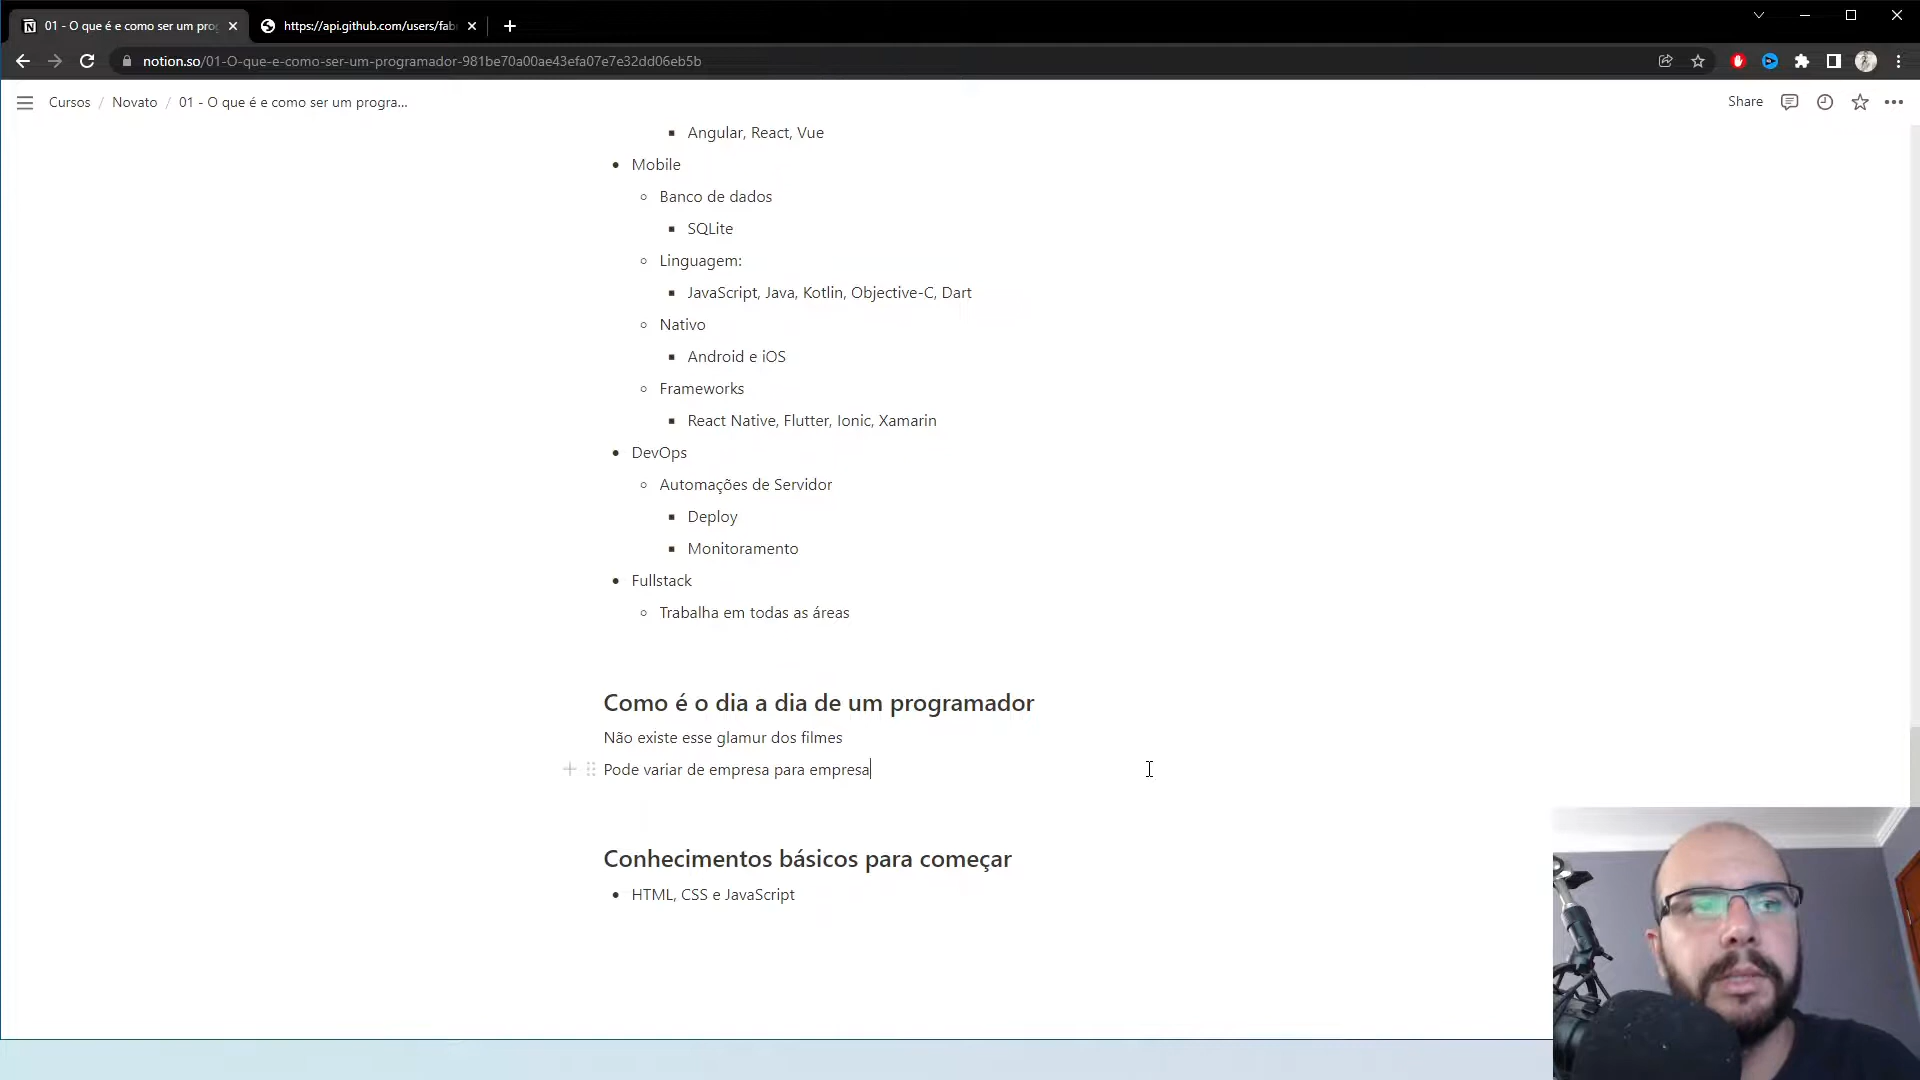 01 - O que é e como ser um prog
https://api.github.com/users/fab
notion.so/01-O-que-e-como-ser-um-programador-981be70a00ae43efa07e7e32dd06eb5b
Cursos / Novato / 01 - O que é e como ser um progra...
Share
Angular, React, Vue
Mobile
Banco de dados
SQLite
Linguagem:
JavaScript, Java, Kotlin, Objective-C, Dart
Nativo
Android e iOS
Frameworks
React Native, Flutter, Ionic, Xamarin
DevOps
Automações de Servidor
Deploy
Monitoramento
Fullstack
Trabalha em todas as áreas
Como é o dia a dia de um programador
Não existe esse glamur dos filmes
Pode variar de empresa para empresa
Conhecimentos básicos para começar
HTML, CSS e JavaScript